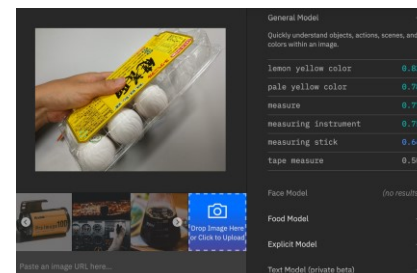 General Model
Quickly understand objects, actions, scenes, and
colors within an image.
lemon yellow color
pale yellow color
measure
measuring instrument
measuring stick
tape measure
Face Model
(no results
Food Model
Explicit Model
Text Model (private beta)
Drop Image Here
or Click to Upload
Paste an image URL here...